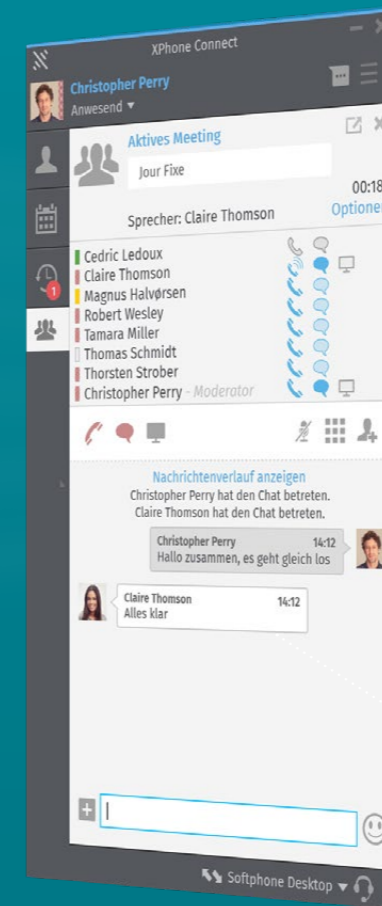 XPhone Connect
Christopher Perry
Anwesend
Aktives Meeting
Jour Fixe
00:18
Sprecher: Claire Thomson
Optionen
Cedric Ledoux
Claire Thomson
1
Magnus Halvørsen
Robert Wesley
Tamara Miller
Thomas Schmidt
Thorsten Strober
Christopher Perry - Moderator
Nachrichtenverlauf anzeigen
Christopher Perry hat den Chat betreten.
Claire Thomson hat den Chat betreten.
Christopher Perry 14:12
Hallo zusammen, es geht gleich los
Claire Thomson 14:12
Alles klar
Softphone Desktop